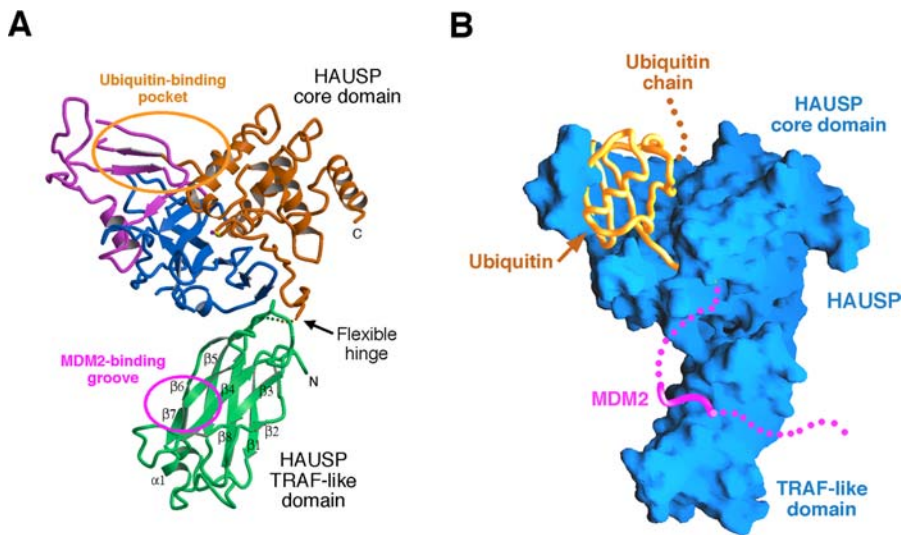 A
Ubiquitin-binding
pocket
HAUSP
core domain
C
Flexible
hinge
MDM2-binding
groove
β5
β6
β4
β3
N
β7
β8
β2
β1
α1
HAUSP
TRAF-like
domain
B
Ubiquitin
chain
HAUSP
core domain
Ubiquitin
HAUSP
MDM2
TRAF-like
domain